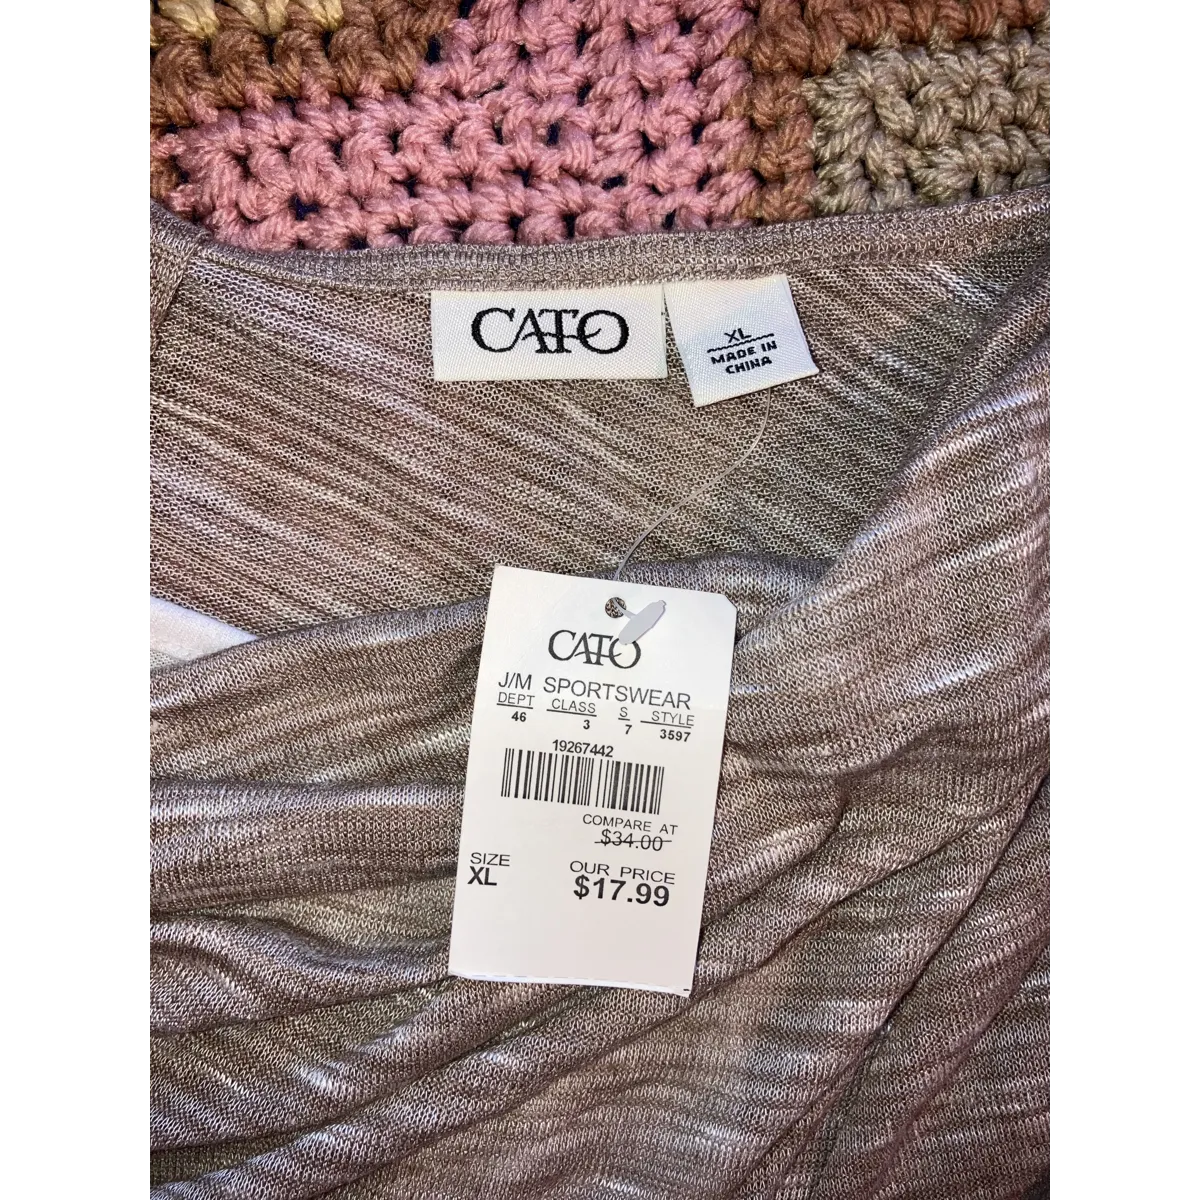 CATO
XL
MADE IN
CHINA
CATO
J/M SPORTSWEAR
DEPT CLASS S STYLE
46 3 7 3597
19267442
COMPARE AT
$34.00
SIZE OUR PRICE
XL $17.99